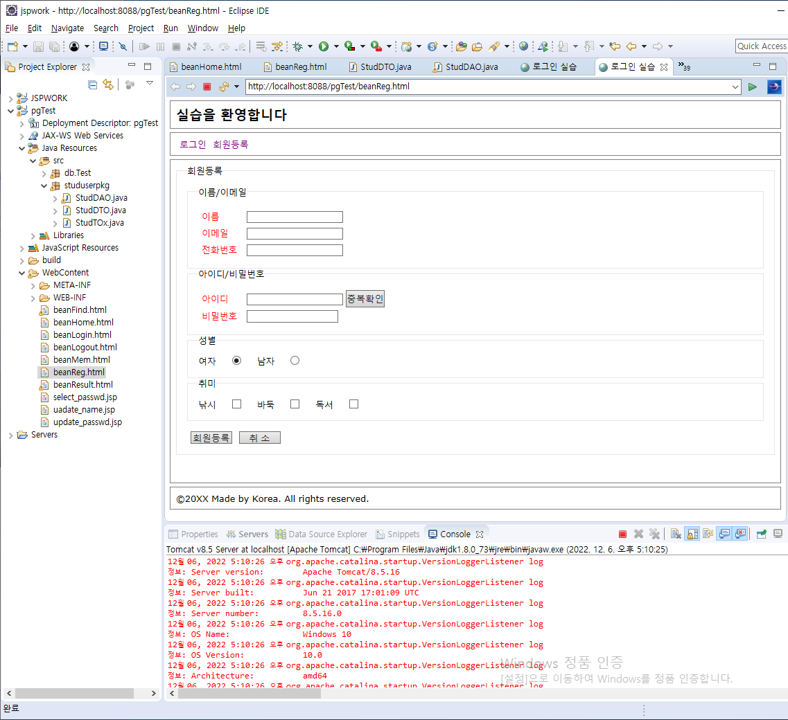 jspwork - http://localhost:8088/pgTest/beanReg.html - Eclipse IDE
File Edit Navigate Search Project Run Window Help
Quick Access
Project Explorer
beanHome.html beanReg.html StudDTO.java StudDAO.java 로그인 실습 로그인 실습 »39
http://localhost:8088/pgTest/beanReg.html
JSPWORK
pgTest
Deployment Descriptor: pgTest
JAX-WS Web Services
Java Resources
src
db.Test
studuserpkg
StudDAO.java
StudDTO.java
StudTOx.java
Libraries
JavaScript Resources
build
WebContent
META-INF
WEB-INF
beanFind.html
beanHome.html
beanLogin.html
beanLogout.html
beanMem.html
beanReg.html
beanResult.html
select_passwd.jsp
uadate_name.jsp
update_passwd.jsp
Servers
실습을 환영합니다
로그인 회원등록
회원등록
이름/이메일
이름
이메일
전화번호
아이디/비밀번호
아이디 중복확인
비밀번호
성별
여자 남자
취미
낚시 바둑 독서
회원등록 취 소
©20XX Made by Korea. All rights reserved.
Properties Servers Data Source Explorer Snippets Console
Tomcat v8.5 Server at localhost [Apache Tomcat] C:₩Program Files₩Java₩jdk1.8.0_73₩jre₩bin₩javaw.exe (2022. 12. 6. 오후 5:10:25)
12월 06, 2022 5:10:26 오후 org.apache.catalina.startup.VersionLoggerListener log
정보: Server version: Apache Tomcat/8.5.16
12월 06, 2022 5:10:26 오후 org.apache.catalina.startup.VersionLoggerListener log
정보: Server built: Jun 21 2017 17:01:09 UTC
12월 06, 2022 5:10:26 오후 org.apache.catalina.startup.VersionLoggerListener log
정보: Server number: 8.5.16.0
12월 06, 2022 5:10:26 오후 org.apache.catalina.startup.VersionLoggerListener log
정보: OS Name: Windows 10
12월 06, 2022 5:10:26 오후 org.apache.catalina.startup.VersionLoggerListener log
정보: OS Version: 10.0
12월 06, 2022 5:10:26 오후 org.apache.catalina.startup.VersionLoggerListener log
정보: Architecture: amd64
12월 06, 2022 5:10:26 오후 org.apache.catalina.startup.VersionLoggerListener log
Windows 정품 인증
[설정]으로 이동하여 Windows를 정품 인증합니다.
완료